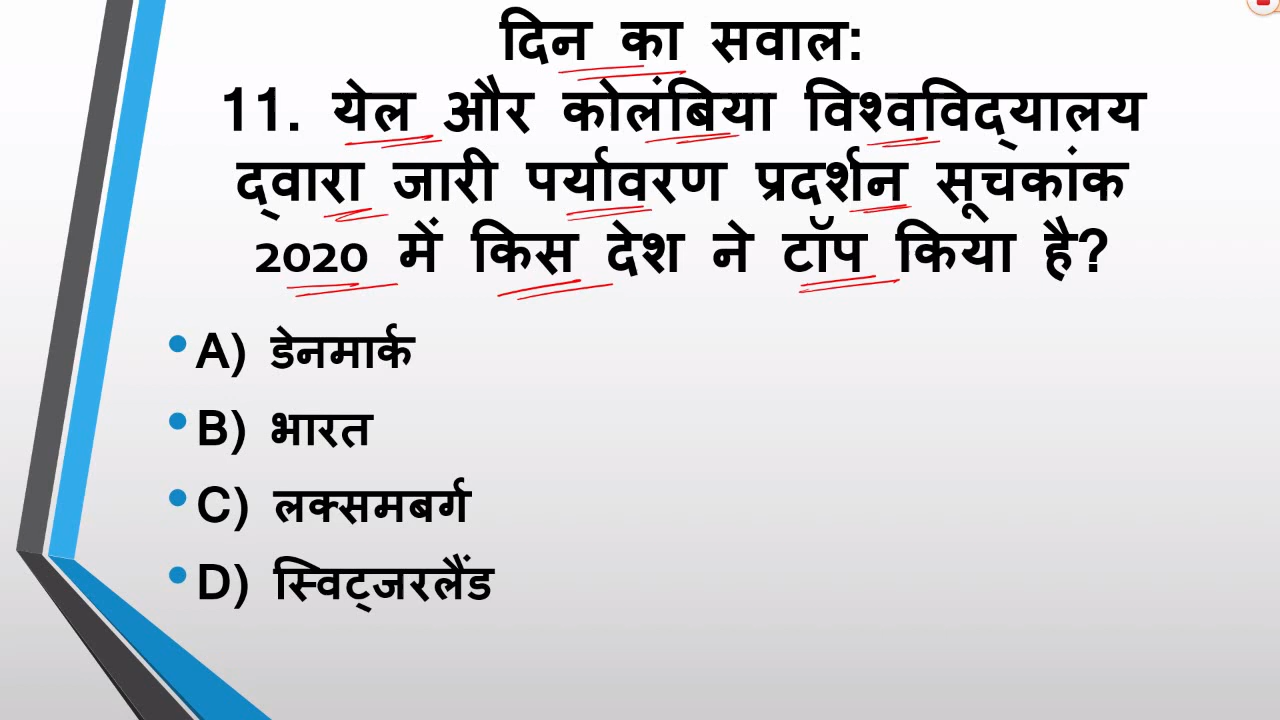 दिन का सवाल:
11. येल और कोलंबिया विश्वविद्यालय
द्वारा जारी पर्यावरण प्रदर्शन सूचकांक
2020 में किस देश ने टॉप किया है?
A) डेनमार्क
B) भारत
C) लक्समबर्ग
D) स्विट्जरलैंड